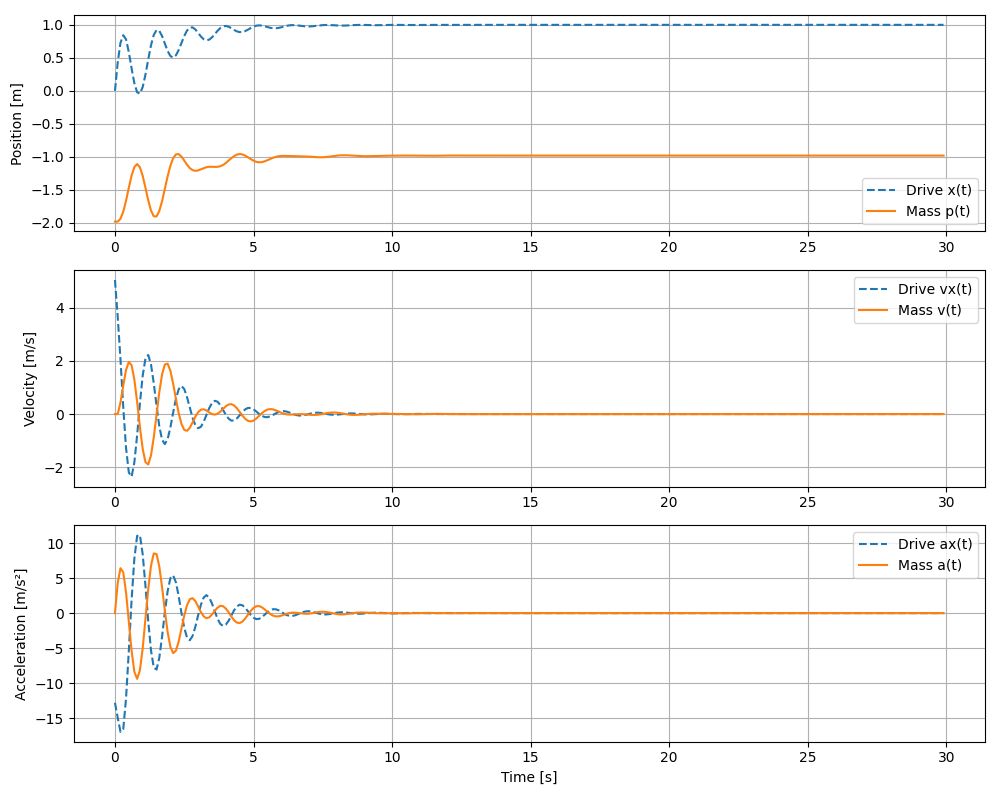 Position [m]
1.0
0.5
0.0
−0.5
−1.0
−1.5
−2.0
Drive x(t)
Mass p(t)
0 5 10 15 20 25 30
Velocity [m/s]
4
2
0
−2
Drive vx(t)
Mass v(t)
0 5 10 15 20 25 30
Acceleration [m/s²]
10
5
0
−5
−10
−15
Drive ax(t)
Mass a(t)
0 5 10 15 20 25 30
Time [s]